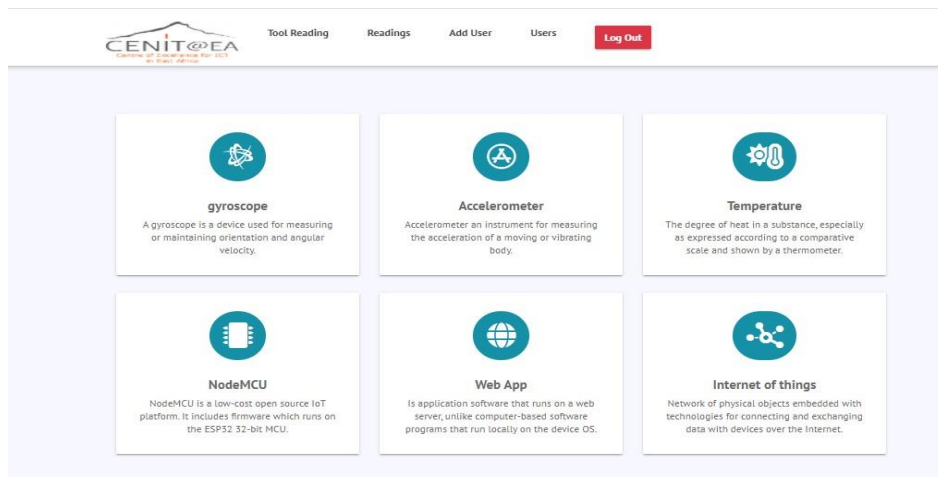 CENIT@EA
Centre of Excellence for ICT
in East Africa
Tool Reading
Readings
Add User
Users
Log Out
gyroscope
A gyroscope is a device used for measuring
or maintaining orientation and angular
velocity.
Accelerometer
Accelerometer an instrument for measuring
the acceleration of a moving or vibrating
body.
Temperature
The degree of heat in a substance, especially
as expressed according to a comparative
scale and shown by a thermometer.
NodeMCU
NodeMCU is a low-cost open source IoT
platform. It includes firmware which runs on
the ESP32 32-bit MCU.
Web App
Is application software that runs on a web
server, unlike computer-based software
programs that run locally on the device OS.
Internet of things
Network of physical objects embedded with
technologies for connecting and exchanging
data with devices over the Internet.